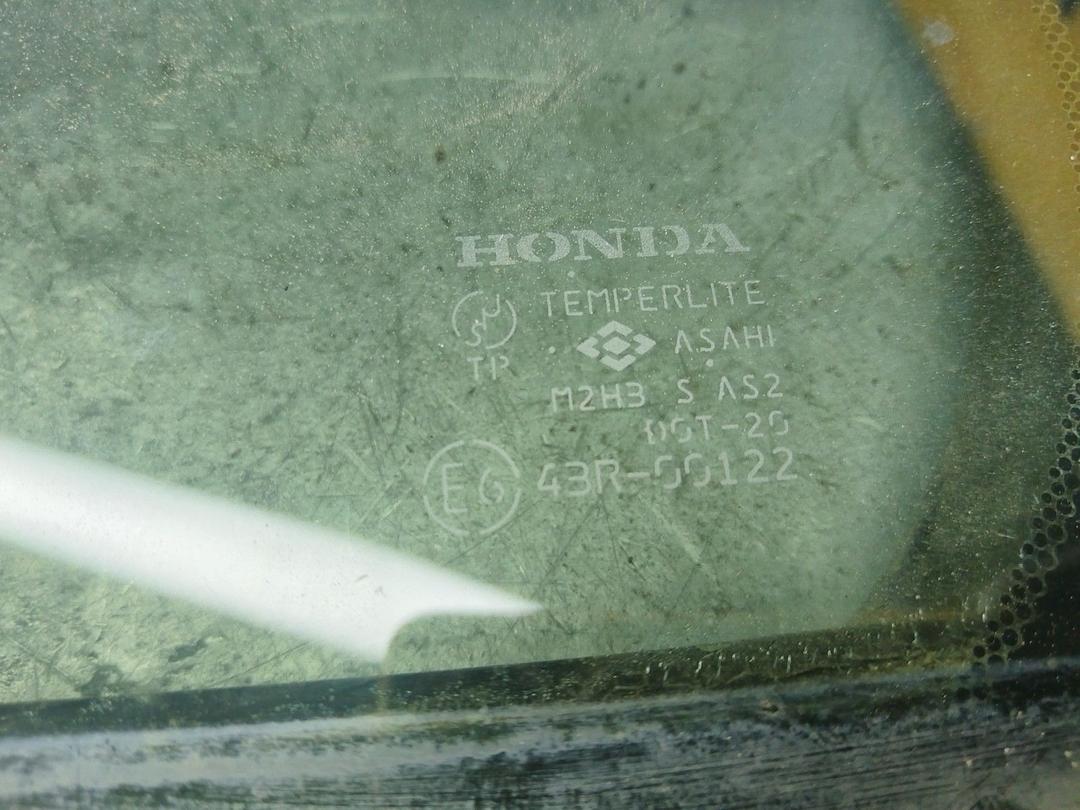 HONDA
TEMPERLITE
ASAHI
TP
M2H3 S AS2
DOT-20
E6 43R-00122